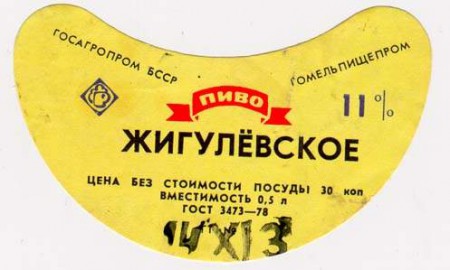 ГОСАГРОПРОМ БССР
ГОМЕЛЬПИЩЕПРОМ
ПИВО
11%
ЖИГУЛЁВСКОЕ
ЦЕНА БЕЗ СТОИМОСТИ ПОСУДЫ 30 коп
ВМЕСТИМОСТЬ 0,5 л
ГОСТ 3473—78